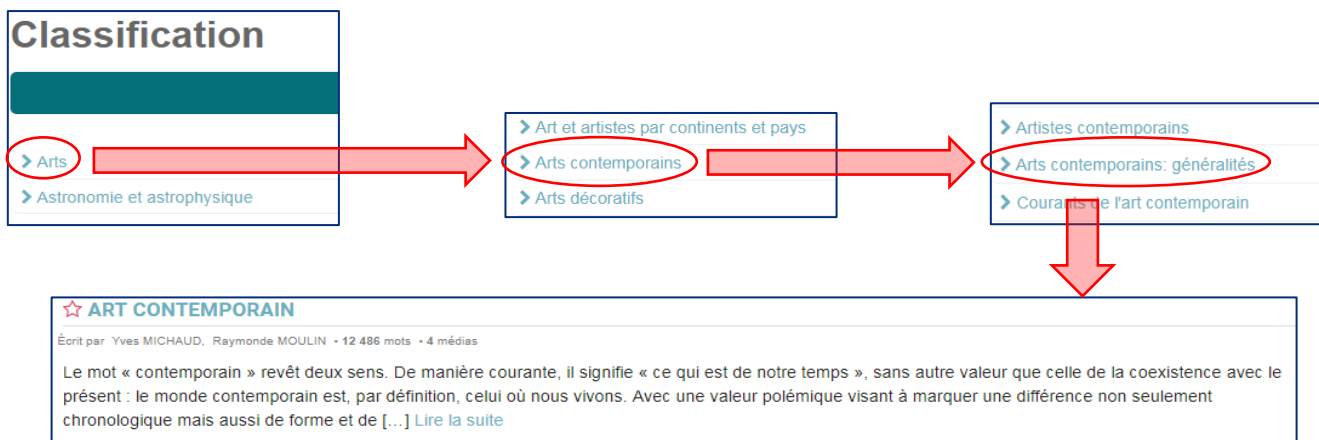 Classification
Arts
Astronomie et astrophysique
Art et artistes par continents et pays
Arts contemporains
Arts décoratifs
Artistes contemporains
Arts contemporains: généralités
Courants de l'art contemporain
ART CONTEMPORAIN
Écrit par Yves MICHAUD, Raymonde MOULIN • 12 486 mots • 4 médias
Le mot « contemporain » revêt deux sens. De manière courante, il signifie « ce qui est de notre temps », sans autre valeur que celle de la coexistence avec le
présent : le monde contemporain est, par définition, celui où nous vivons. Avec une valeur polémique visant à marquer une différence non seulement
chronologique mais aussi de forme et de […] Lire la suite